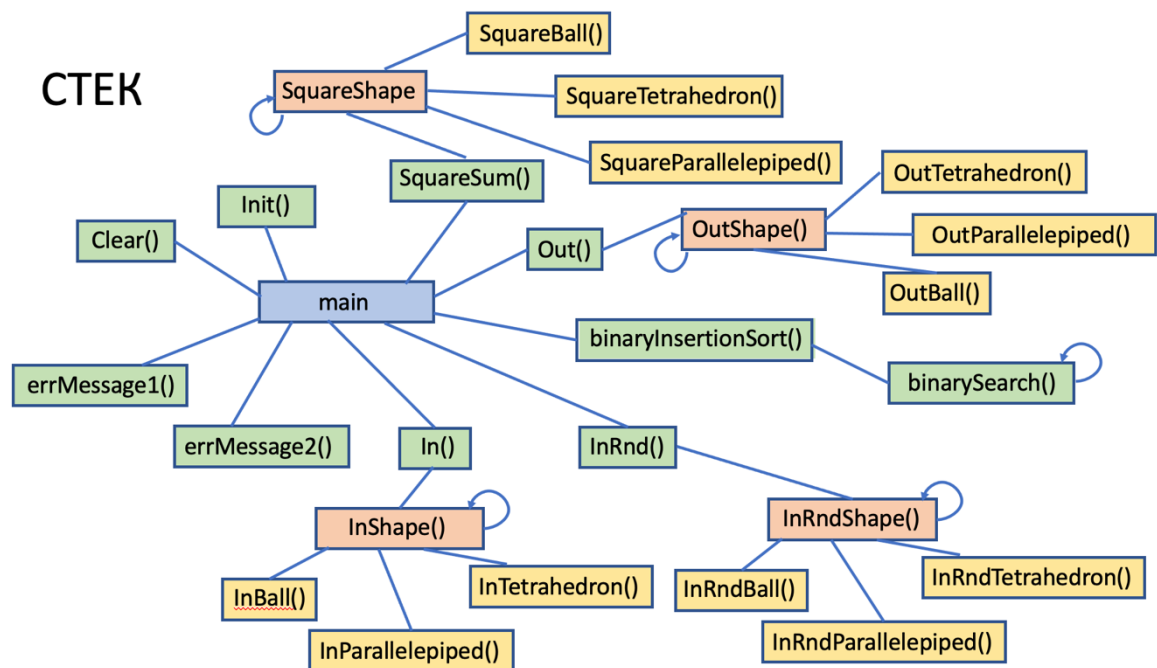 SquareBall()
СТЕК
SquareShape
SquareTetrahedron()
SquareParallelepiped()
OutTetrahedron()
SquareSum()
Init()
Clear()
Out()
OutShape()
OutParallelepiped()
OutBall()
main
binaryInsertionSort()
errMessage1()
binarySearch()
errMessage2()
In()
InRnd()
InShape()
InRndShape()
InBall()
InTetrahedron()
InRndBall()
InRndTetrahedron()
InParallelepiped()
InRndParallelepiped()